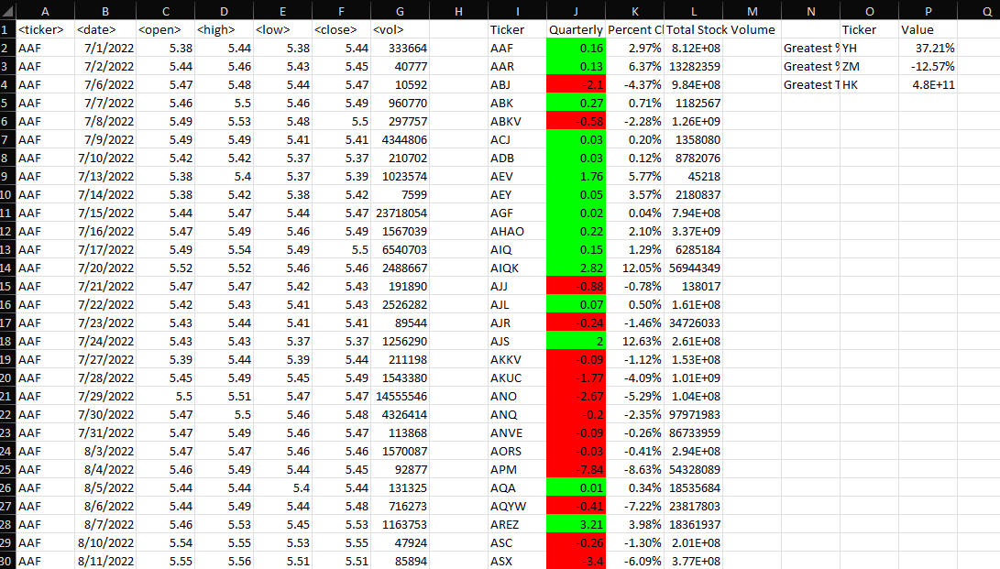 A B C D E F G H I J K L M N O P Q
1 <ticker> <date> <open> <high> <low> <close> <vol> Ticker Quarterly Percent C Total Stock Volume Ticker Value
2 AAF 7/1/2022 5.38 5.44 5.38 5.44 333664 AAF 0.16 2.97% 8.12E+08 Greatest % YH 37.21%
3 AAF 7/2/2022 5.44 5.46 5.43 5.45 40777 AAR 0.13 6.37% 13282359 Greatest % ZM -12.57%
4 AAF 7/6/2022 5.47 5.48 5.44 5.47 10592 ABJ -2.1 -4.37% 9.84E+08 Greatest T HK 4.8E+11
5 AAF 7/7/2022 5.46 5.5 5.46 5.49 960770 ABK 0.27 0.71% 1182567
6 AAF 7/8/2022 5.49 5.53 5.48 5.5 297757 ABKV -0.58 -2.28% 1.26E+09
7 AAF 7/9/2022 5.49 5.49 5.41 5.41 4344806 ACJ 0.03 0.20% 1358080
8 AAF 7/10/2022 5.42 5.42 5.37 5.37 210702 ADB 0.03 0.12% 8782076
9 AAF 7/13/2022 5.38 5.4 5.37 5.39 1023574 AEV 1.76 5.77% 45218
10 AAF 7/14/2022 5.38 5.42 5.38 5.42 7599 AEY 0.05 3.57% 2180837
11 AAF 7/15/2022 5.44 5.47 5.44 5.47 23718054 AGF 0.02 0.04% 7.94E+08
12 AAF 7/16/2022 5.47 5.49 5.46 5.49 1567039 AHAO 0.22 2.10% 3.37E+09
13 AAF 7/17/2022 5.49 5.54 5.49 5.5 6540703 AIQ 0.15 1.29% 6285184
14 AAF 7/20/2022 5.52 5.52 5.46 5.46 2488667 AIQK 2.82 12.05% 56944349
15 AAF 7/21/2022 5.47 5.47 5.42 5.43 191890 AJJ -0.88 -0.78% 138017
16 AAF 7/22/2022 5.42 5.43 5.41 5.43 2526282 AJL 0.07 0.50% 1.61E+08
17 AAF 7/23/2022 5.43 5.44 5.41 5.41 89544 AJR -0.24 -1.46% 34726033
18 AAF 7/24/2022 5.43 5.43 5.37 5.37 1256290 AJS 2 12.63% 2.61E+08
19 AAF 7/27/2022 5.39 5.44 5.39 5.44 211198 AKKV -0.09 -1.12% 1.53E+08
20 AAF 7/28/2022 5.45 5.49 5.45 5.49 1543380 AKUC -1.77 -4.09% 1.01E+09
21 AAF 7/29/2022 5.5 5.51 5.47 5.47 14555546 ANO -2.67 -5.29% 1.04E+08
22 AAF 7/30/2022 5.47 5.5 5.46 5.48 4326414 ANQ -0.2 -2.35% 97971983
23 AAF 7/31/2022 5.47 5.49 5.46 5.47 113868 ANVE -0.09 -0.26% 86733959
24 AAF 8/3/2022 5.47 5.47 5.46 5.46 1570087 AORS -0.03 -0.41% 2.94E+08
25 AAF 8/4/2022 5.46 5.49 5.44 5.45 92877 APM -7.84 -8.63% 54328089
26 AAF 8/5/2022 5.44 5.44 5.4 5.44 131325 AQA 0.01 0.34% 18535684
27 AAF 8/6/2022 5.44 5.49 5.44 5.48 716273 AQYW -0.41 -7.22% 23817803
28 AAF 8/7/2022 5.46 5.53 5.45 5.53 1163753 AREZ 3.21 3.98% 18361937
29 AAF 8/10/2022 5.54 5.55 5.53 5.55 47924 ASC -0.26 -1.30% 2.01E+08
30 AAF 8/11/2022 5.55 5.56 5.51 5.51 85894 ASX -3.4 -6.09% 3.77E+08